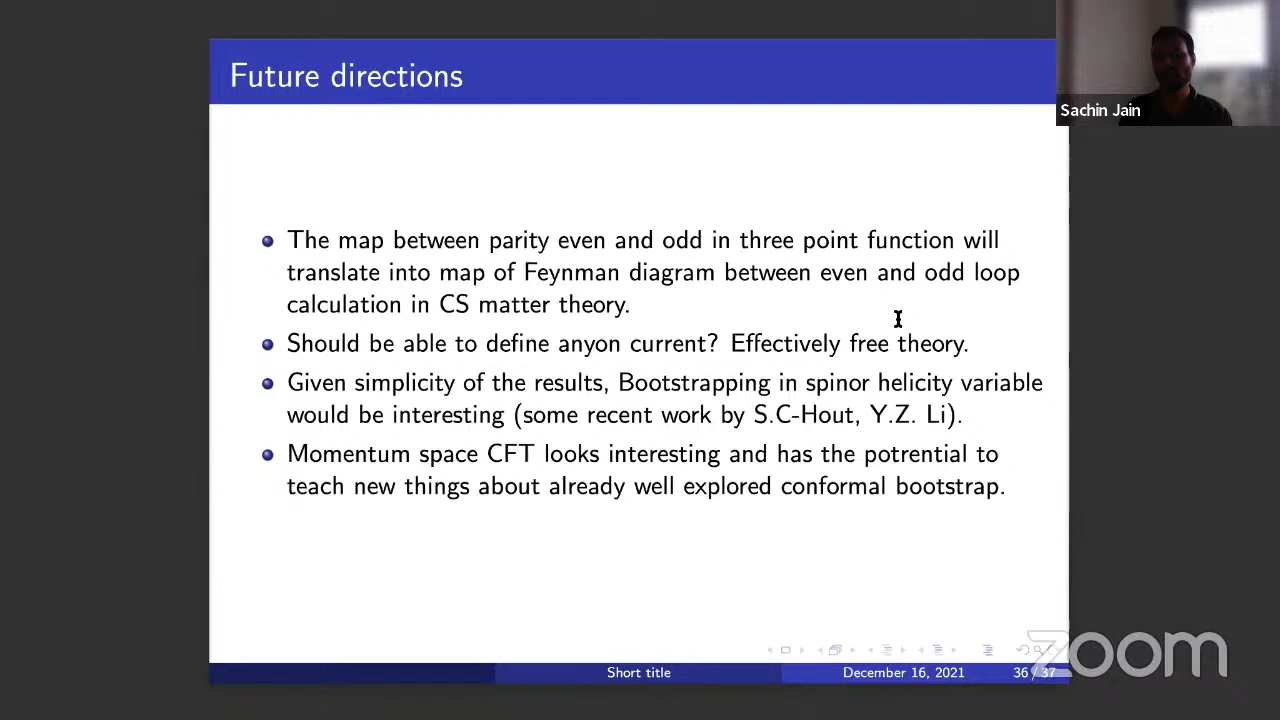 Future directions
Sachin Jain
The map between parity even and odd in three point function will
translate into map of Feynman diagram between even and odd loop
calculation in CS matter theory.
Should be able to define anyon current? Effectively free theory.
Given simplicity of the results, Bootstrapping in spinor helicity variable
would be interesting (some recent work by S.C-Hout, Y.Z. Li).
Momentum space CFT looks interesting and has the potrential to
teach new things about already well explored conformal bootstrap.
zoom
Short title
December 16, 2021
36 / 37